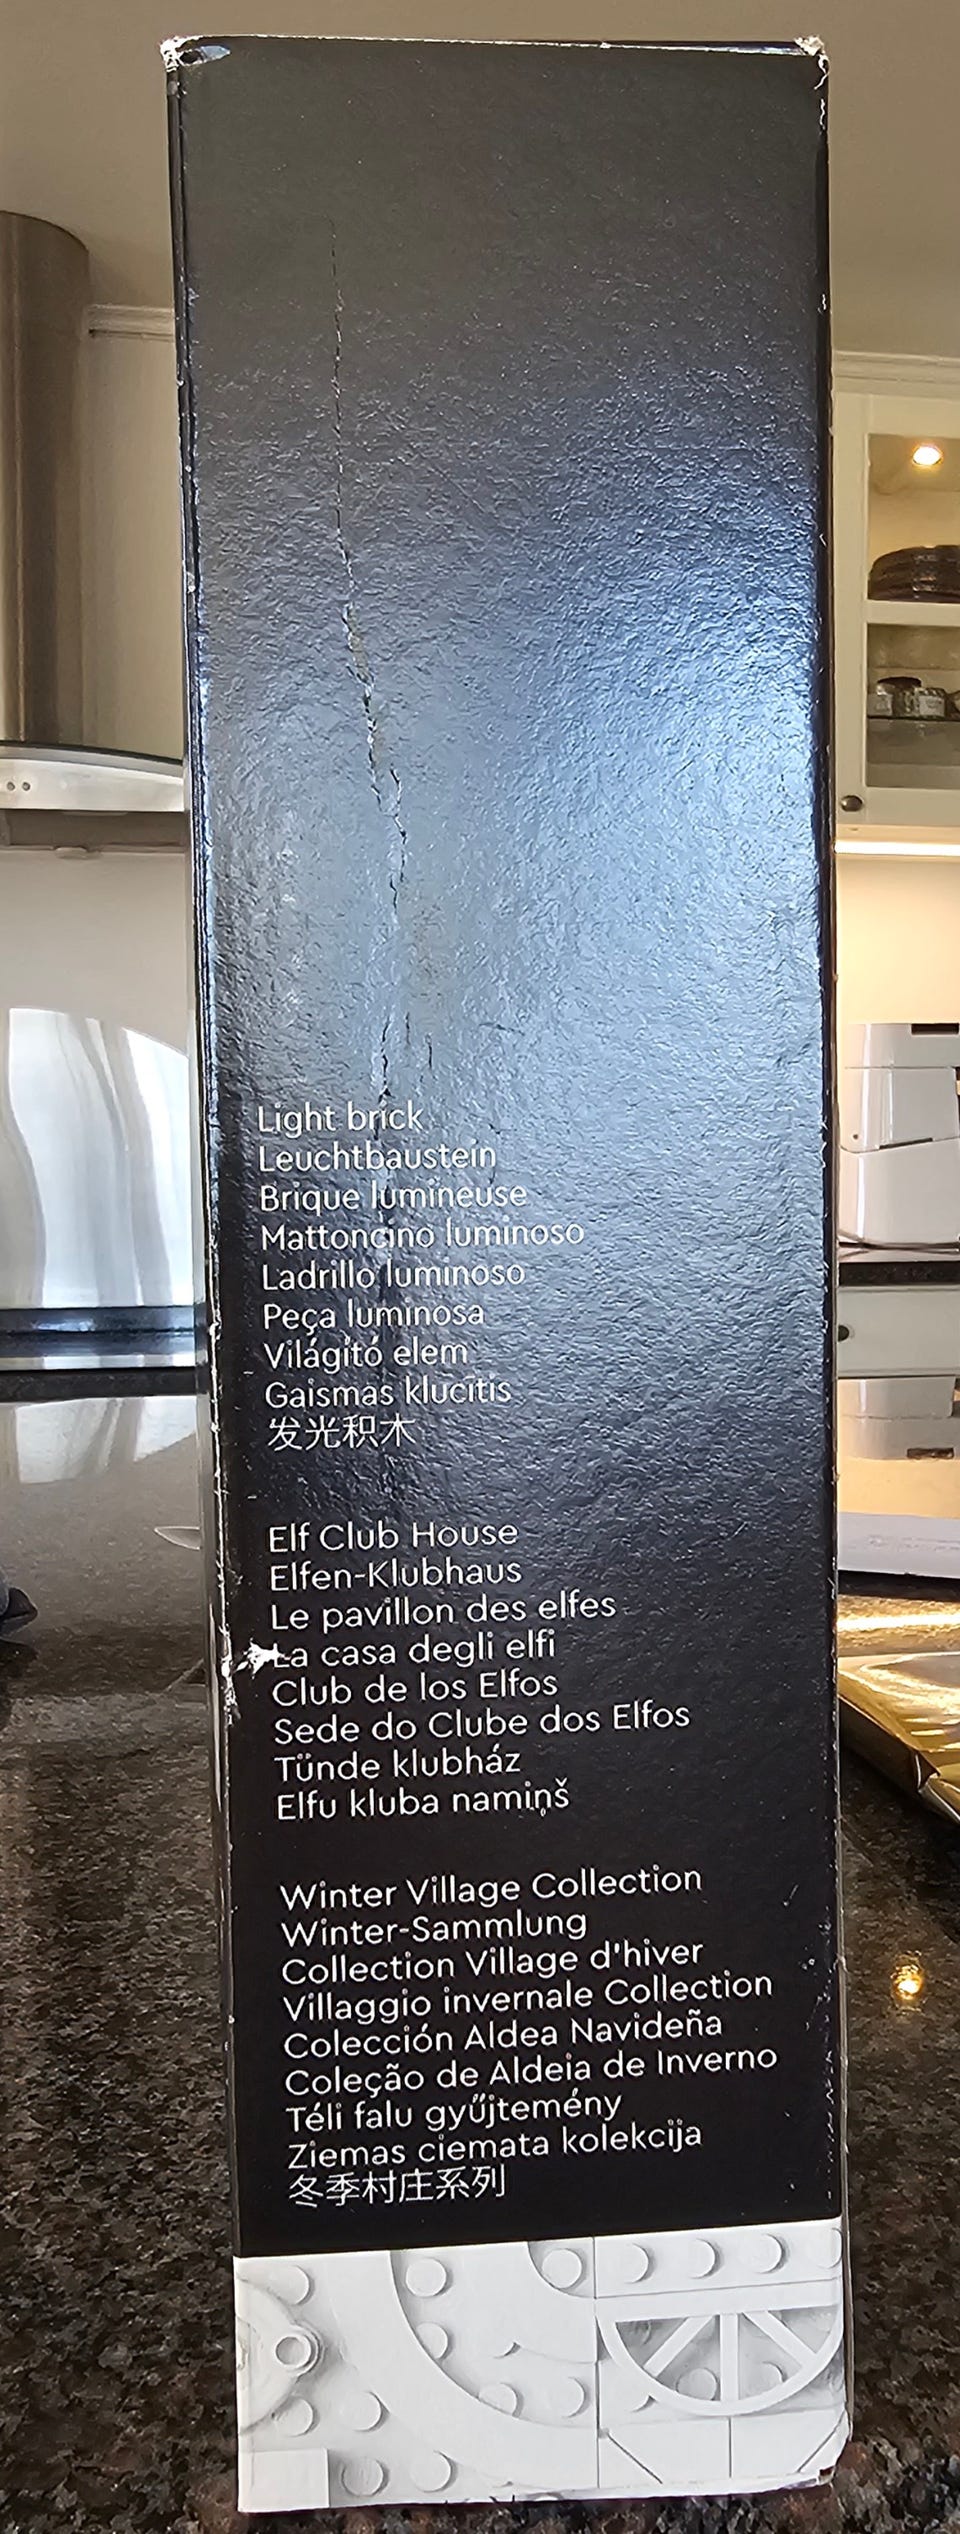 Light brick
Leuchtbaustein
Brique lumineuse
Mattoncino luminoso
Ladrillo luminoso
Peça luminosa
Világító elem
Gaismas klucītis
发光积木
Elf Club House
Elfen-Klubhaus
Le pavillon des elfes
La casa degli elfi
Club de los Elfos
Sede do Clube dos Elfos
Tünde klubház
Elfu kluba namiņš
Winter Village Collection
Winter-Sammlung
Collection Village d'hiver
Villaggio invernale Collection
Colección Aldea Navideña
Coleção de Aldeia de Inverno
Téli falu gyűjtemény
Ziemas ciemata kolekcija
冬季村庄系列